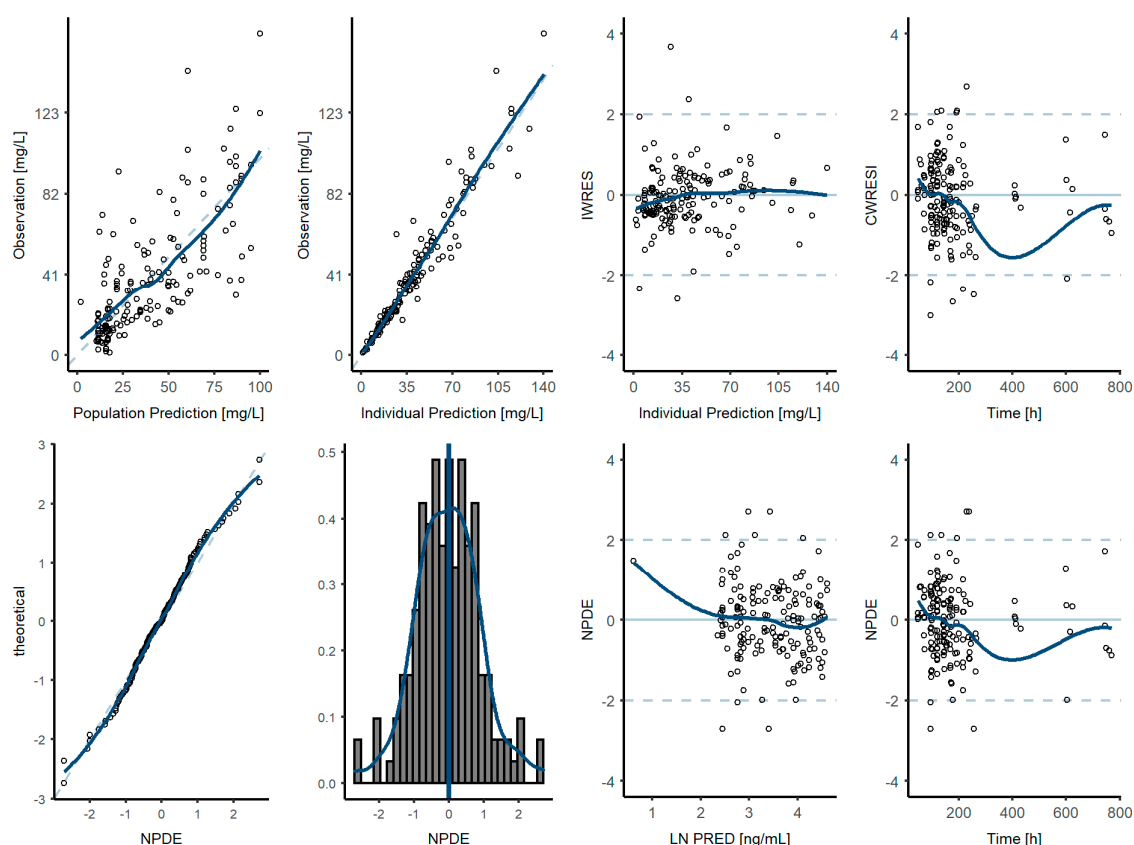 Observation [mg/L]
123
82
41
0
0 25 50 75 100
Population Prediction [mg/L]
Observation [mg/L]
123
82
41
0
0 35 70 105 140
Individual Prediction [mg/L]
IWRES
4
2
0
-2
-4
0 35 70 105 140
Individual Prediction [mg/L]
CWRESI
4
2
0
-2
-4
200 400 600 800
Time [h]
theoretical
3
2
1
0
-1
-2
-3
-2 -1 0 1 2
NPDE
0.5
0.4
0.3
0.2
0.1
0.0
-2 -1 0 1 2
NPDE
NPDE
4
2
0
-2
-4
1 2 3 4
LN PRED [ng/mL]
NPDE
4
2
0
-2
-4
200 400 600 800
Time [h]